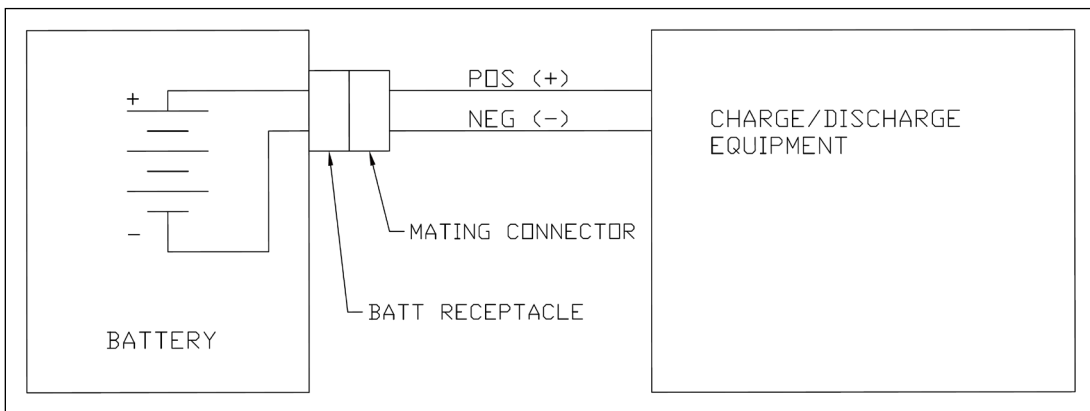 POS (+)
+
NEG (-)
CHARGE/DISCHARGE
EQUIPMENT
-
MATING CONNECTOR
BATT RECEPTACLE
BATTERY